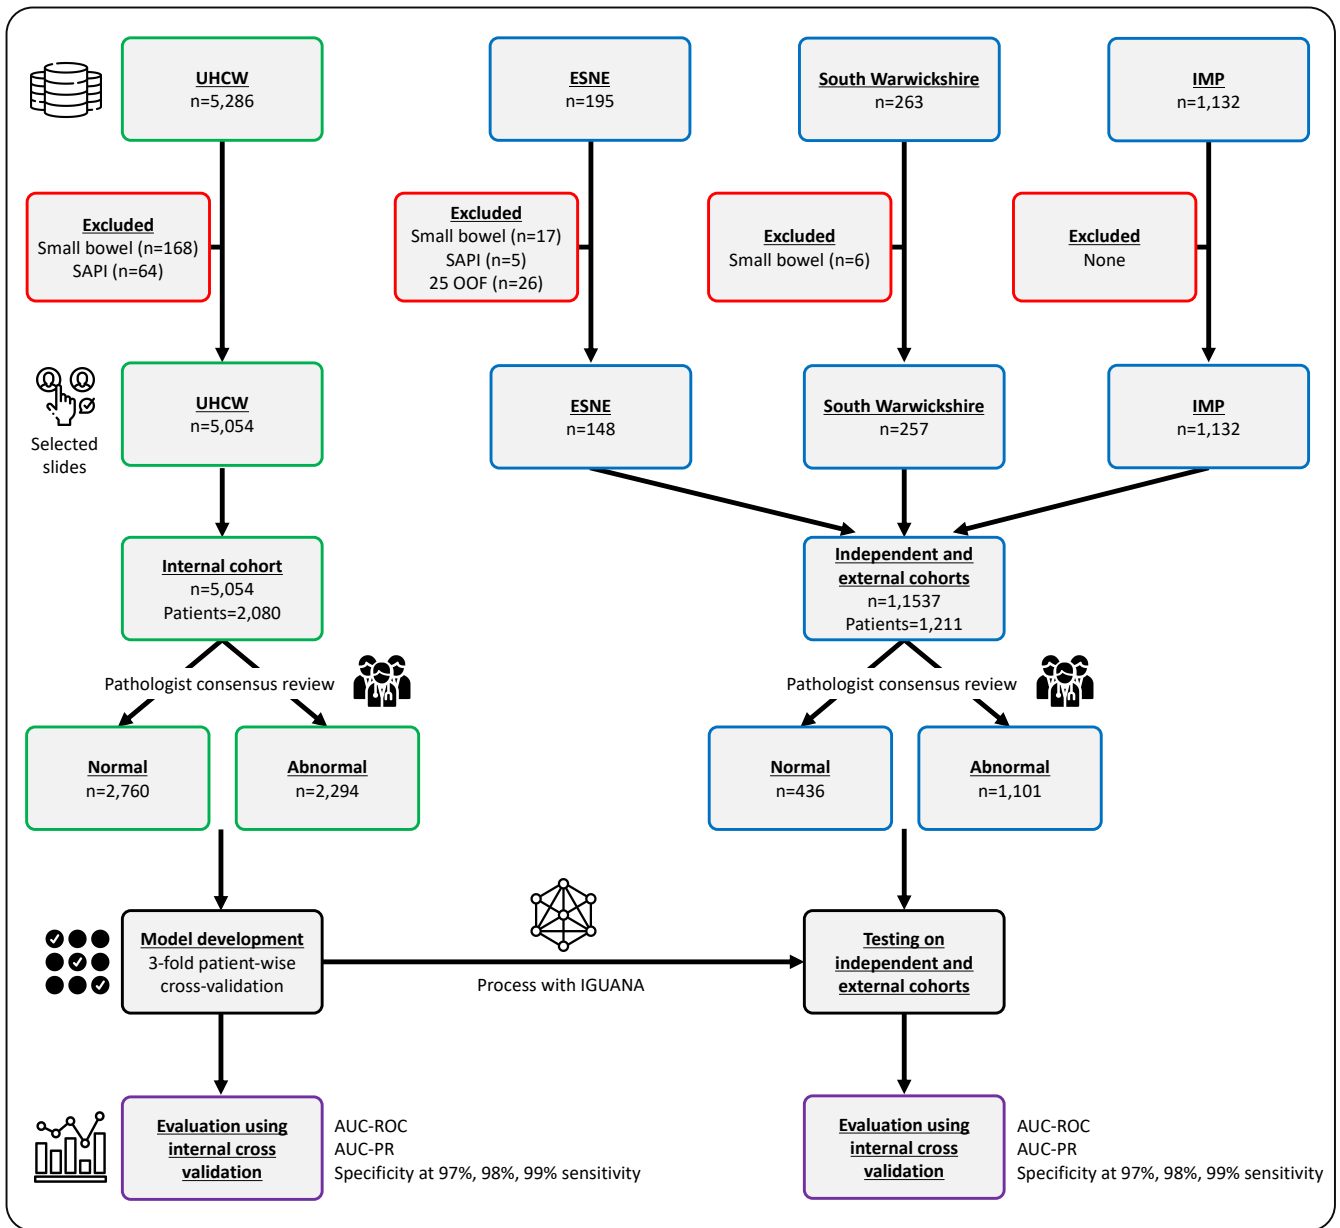 UHCW
n=5,286
ESNE
n=195
South Warwickshire
n=263
IMP
n=1,132
Excluded
Small bowel (n=168)
SAPI (n=64)
Excluded
Small bowel (n=17)
SAPI (n=5)
25 OOF (n=26)
Excluded
Small bowel (n=6)
Excluded
None
Selected
slides
UHCW
n=5,054
ESNE
n=148
South Warwickshire
n=257
IMP
n=1,132
Internal cohort
n=5,054
Patients=2,080
Independent and
external cohorts
n=1,1537
Patients=1,211
Pathologist consensus review
Pathologist consensus review
Normal
n=2,760
Abnormal
n=2,294
Normal
n=436
Abnormal
n=1,101
Model development
3-fold patient-wise
cross-validation
Process with IGUANA
Testing on
independent and
external cohorts
Evaluation using
internal cross
validation
AUC-ROC
AUC-PR
Specificity at 97%, 98%, 99% sensitivity
Evaluation using
internal cross
validation
AUC-ROC
AUC-PR
Specificity at 97%, 98%, 99% sensitivity